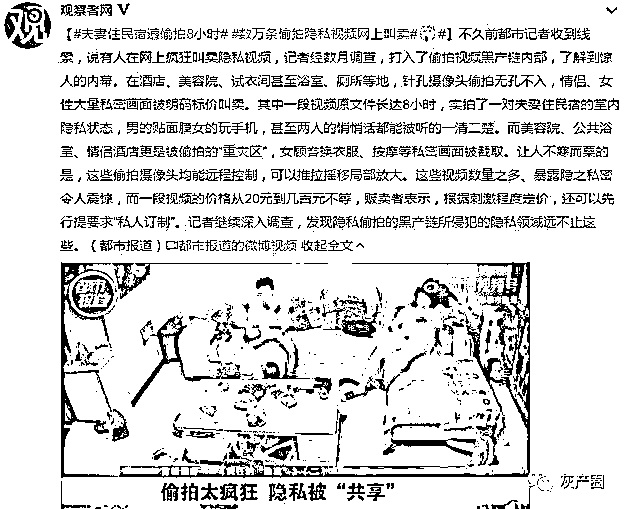 观
观察者网 V
【#夫妻住民宿遭偷拍8小时# #数万条偷拍隐私视频网上叫卖#】不久前都市记者收到线
索，说有人在网上疯狂叫卖隐私视频，记者经数月调查，打入了偷拍视频黑产链内部，了解到惊
人的内幕。在酒店、美容院、试衣间甚至浴室、厕所等地，针孔摄像头偷拍无孔不入，情侣、女
性大量私密画面被明码标价叫卖。其中一段视频原文件长达8小时，实拍了一对夫妻住民宿的室内
隐私状态，男的贴面膜女的玩手机，甚至两人的悄悄话都能被听的一清二楚。而美容院、公共浴
室、情侣酒店更是被偷拍的“重灾区”，女顾客换衣服、按摩等私密画面被截取。让人不寒而栗的
是，这些偷拍摄像头均能远程控制，可以推拉摇移局部放大。这些视频数量之多、暴露隐之私密
令人震惊，而一段视频的价格从20元到几百元不等，贩卖者表示，根据刺激程度定价，还可以先
行提要求“私人订制”。记者继续深入调查，发现隐私偷拍的黑产链所侵犯的隐私领域远不止这
些。（都市报道）都市报道的微博视频 收起全文
都市
报道
偷拍太疯狂 隐私被“共享”
灰产圈